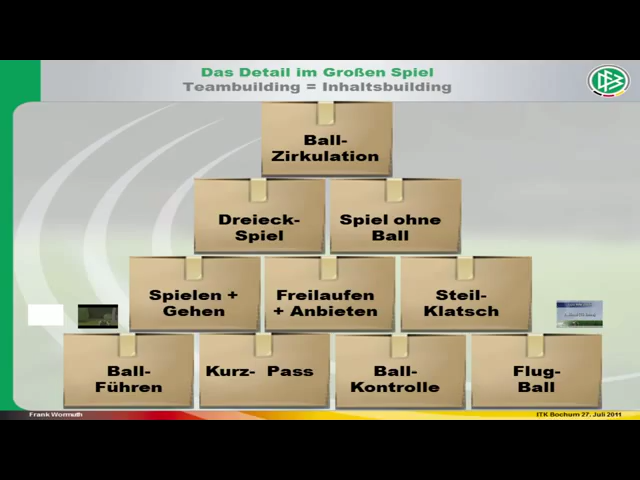 Das Detail im Großen Spiel
Teambuilding = Inhaltsbuilding
Ball-
Zirkulation
Dreieck-
Spiel
Spiel ohne
Ball
Spielen +
Gehen
Freilaufen
+ Anbieten
Steil-
Klatsch
Ball-
Führen
Kurz- Pass
Ball-
Kontrolle
Flug-
Ball
Frank Wormuth
ITK Bochum 27. Juli 2011